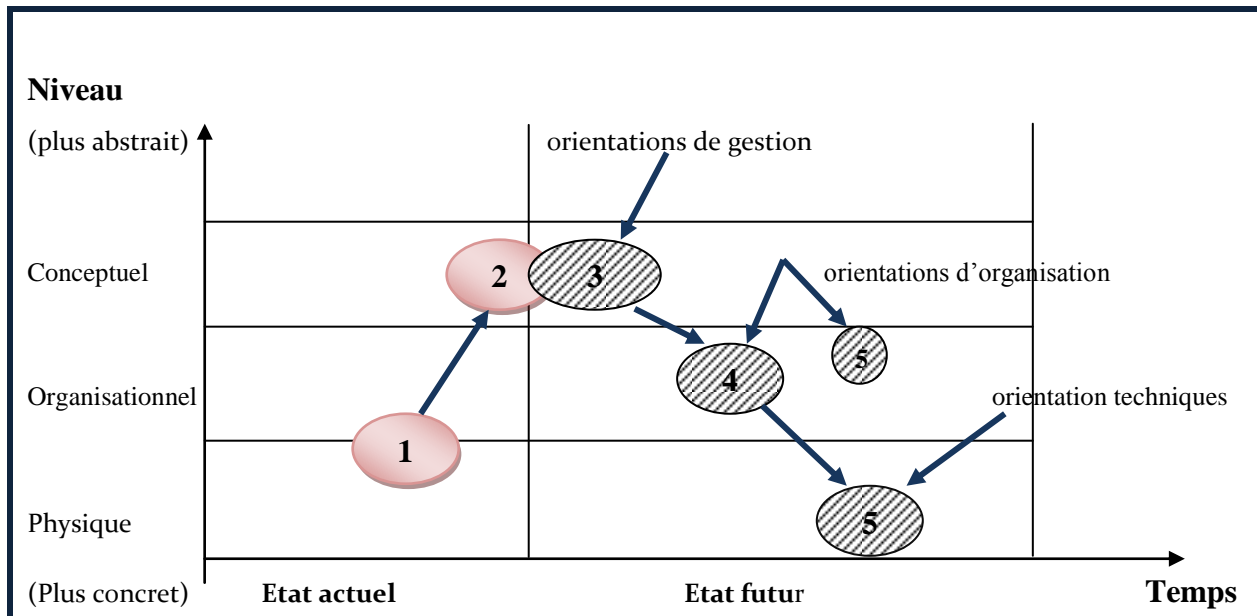 Niveau
(plus abstrait)
orientations de gestion
Conceptuel
2
3
orientations d’organisation
5
4
Organisationnel
orientation techniques
1
Physique
5
(Plus concret)
Etat actuel
Etat futur
Temps